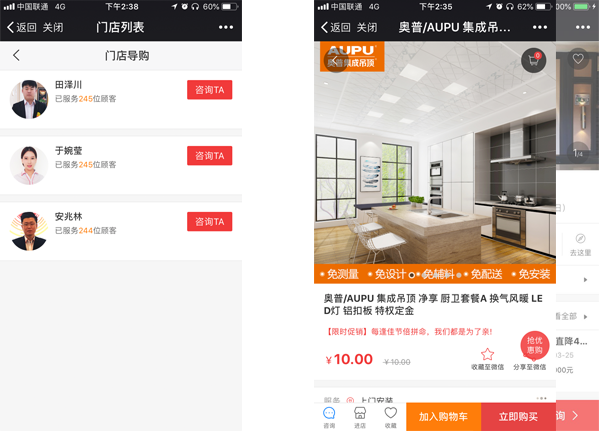 中国联通 4G 下午2:38 60%
返回 关闭 门店列表
门店导购
田泽川
已服务245位顾客
咨询TA
于婉莹
已服务245位顾客
咨询TA
安兆林
已服务244位顾客
咨询TA
中国联通 4G 下午2:35 62%
返回 关闭 奥普/AUPU 集成吊...
AUPU
奥普集成吊顶
0
免测量 免设计 免辅料 免配送 免安装
奥普/AUPU 集成吊顶 净享 厨卫套餐A 换气风暖 LE
D灯 铝扣板 特权定金
【限时促销】每逢佳节倍拼命，我们都是为了亲!
¥10.00 ¥10.00
抢优
惠购
收藏至微信 分享至微信
服务 上门安装
咨询 进店 收藏 加入购物车 立即购买
00%
1/4
去这里
看全部
直降4...
03-25
000元
询